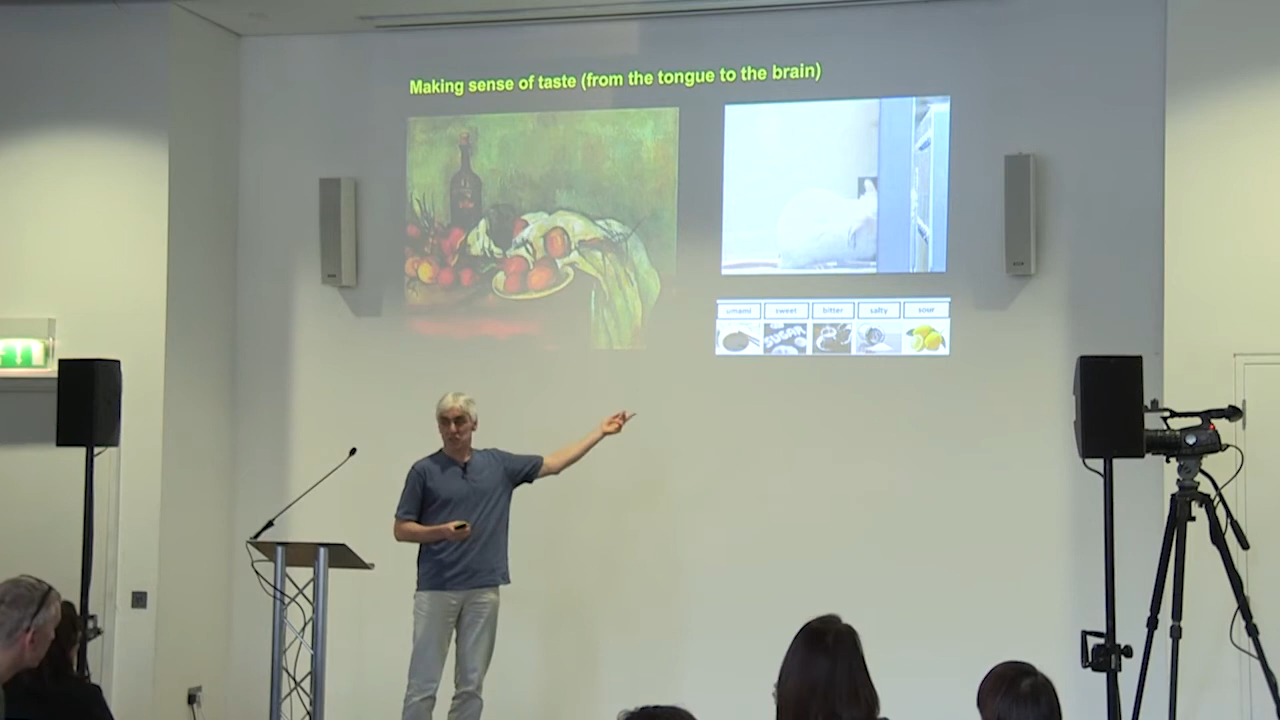 Making sense of taste (from the tongue to the brain)
umami sweet bitter salty sour
SUGAR